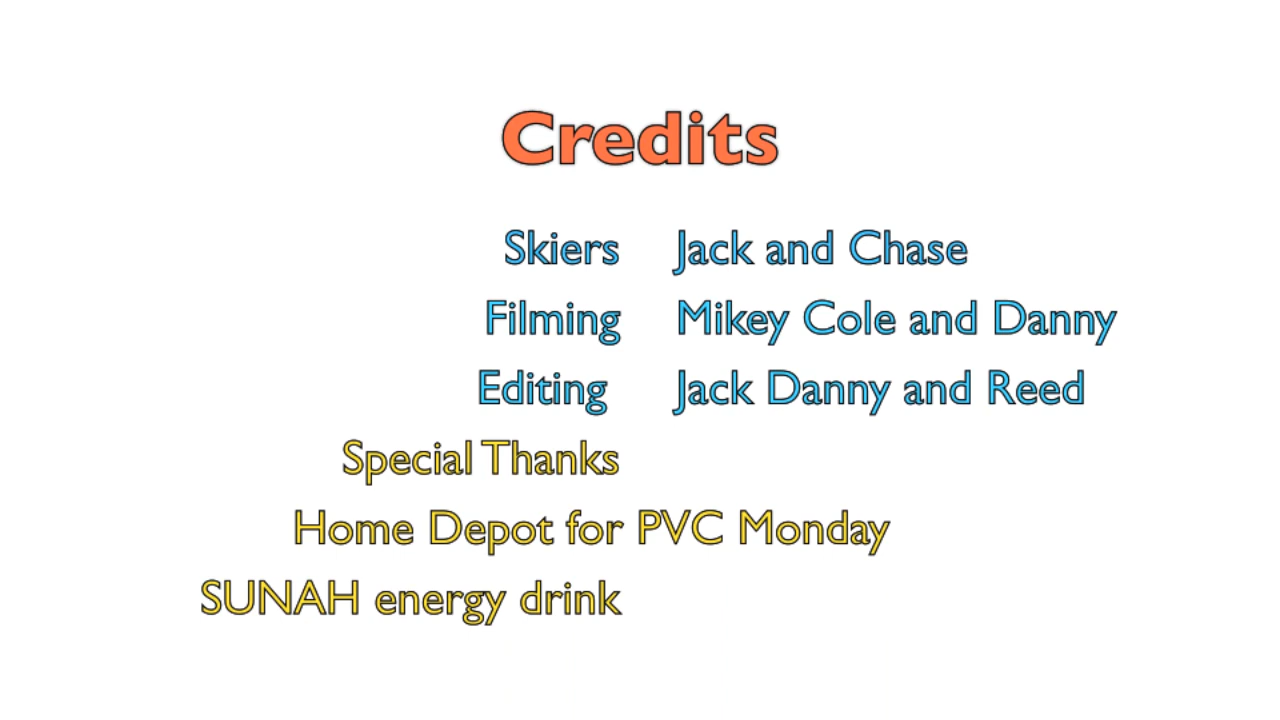 Credits
Skiers Jack and Chase
Filming Mikey Cole and Danny
Editing Jack Danny and Reed
Special Thanks
Home Depot for PVC Monday
SUNAH energy drink